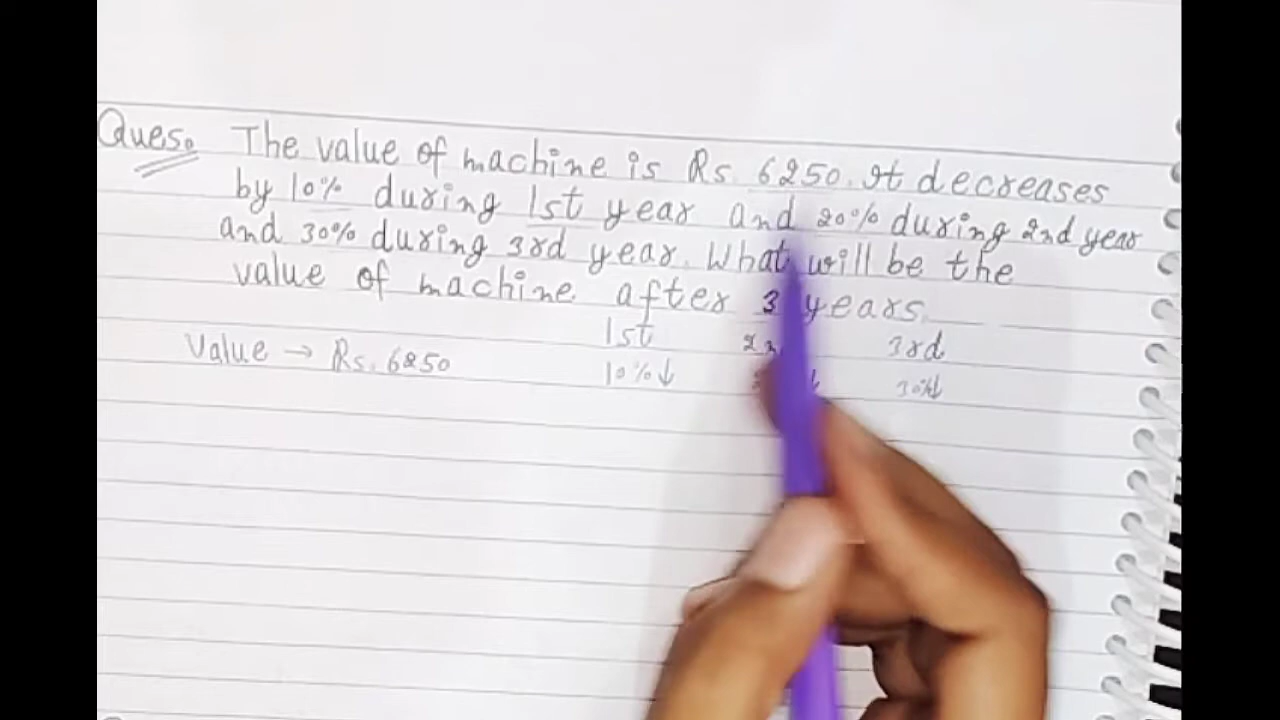 Ques. The value of machine is Rs. 6250. It decreases
by 10% during 1st year and 20% during 2nd year
and 30% during 3rd year. What will be the
value of machine after 3 years.
1st 3rd
Value → Rs. 6250 10%↓ 30%↓